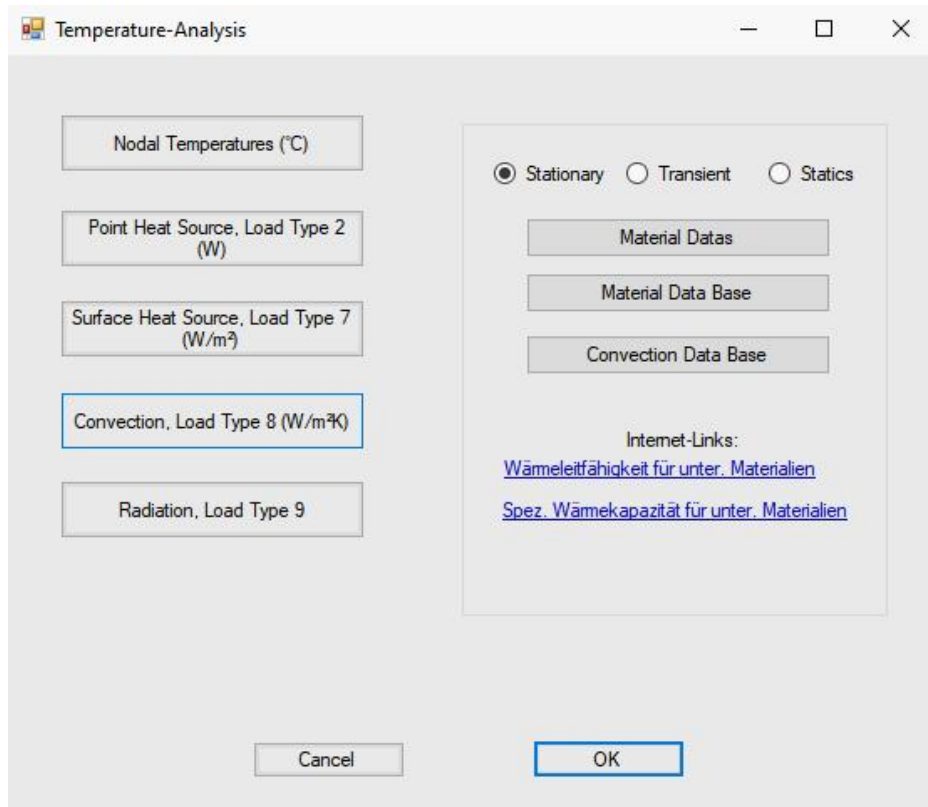 Temperature-Analysis
Nodal Temperatures (°C)
Point Heat Source, Load Type 2
(W)
Surface Heat Source, Load Type 7
(W/m²)
Convection, Load Type 8 (W/m²K)
Radiation, Load Type 9
Stationary Transient Statics
Material Datas
Material Data Base
Convection Data Base
Internet-Links:
Wärmeleitfähigkeit für unter. Materialien
Spez. Wärmekapazität für unter. Materialien
Cancel OK